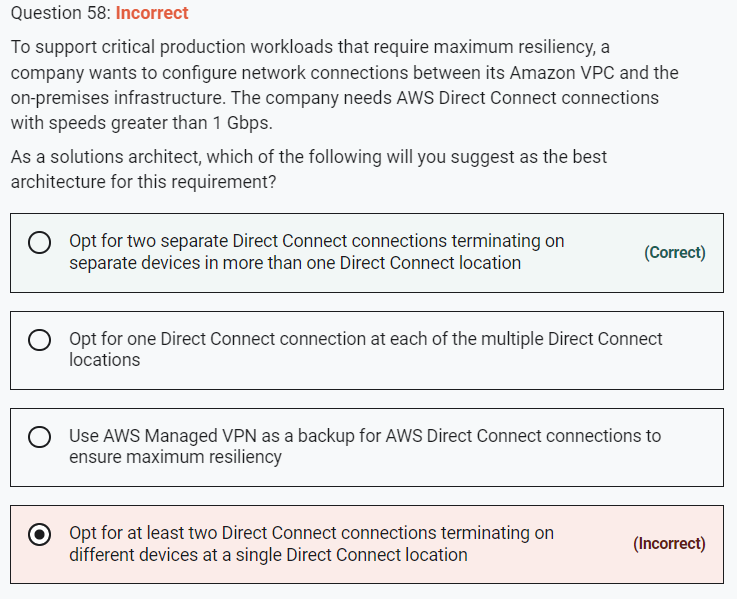 Question 58: Incorrect
To support critical production workloads that require maximum resiliency, a
company wants to configure network connections between its Amazon VPC and the
on-premises infrastructure. The company needs AWS Direct Connect connections
with speeds greater than 1 Gbps.
As a solutions architect, which of the following will you suggest as the best
architecture for this requirement?
Opt for two separate Direct Connect connections terminating on
separate devices in more than one Direct Connect location
(Correct)
Opt for one Direct Connect connection at each of the multiple Direct Connect
locations
Use AWS Managed VPN as a backup for AWS Direct Connect connections to
ensure maximum resiliency
Opt for at least two Direct Connect connections terminating on
different devices at a single Direct Connect location
(Incorrect)